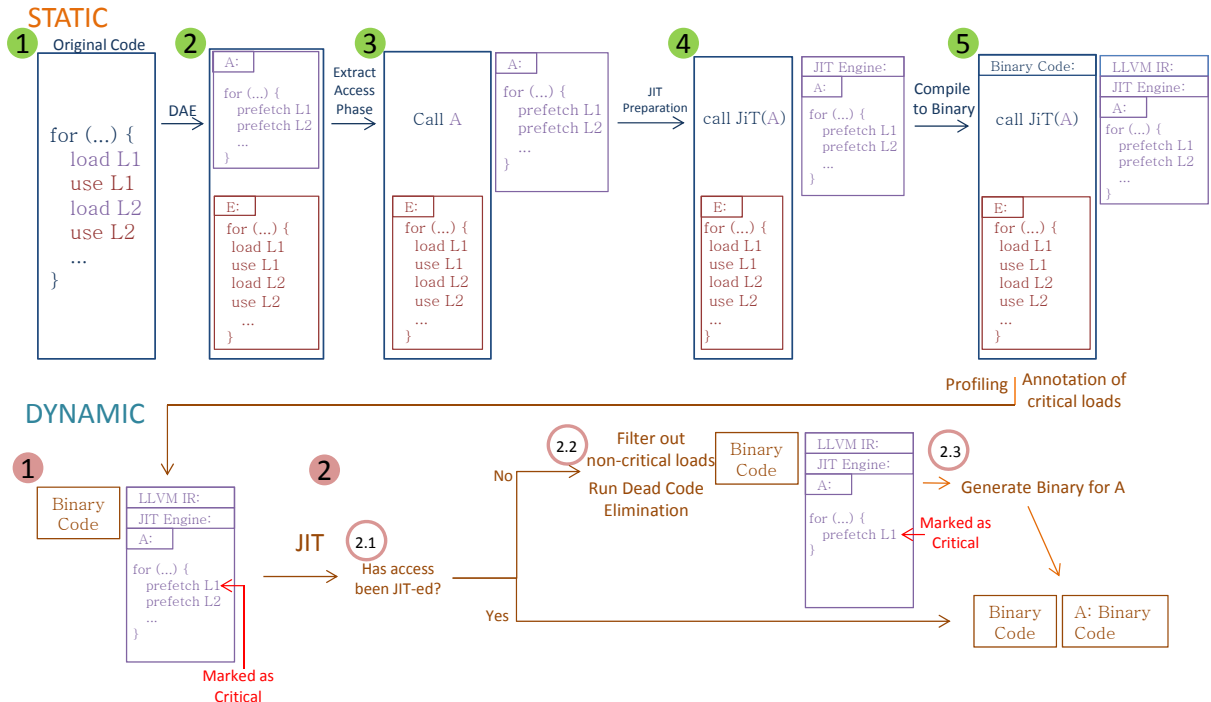 STATIC
1
Original Code
for (...) {
load L1
use L1
load L2
use L2
...
}
DAE
2
A:
for (...) {
prefetch L1
prefetch L2
...
}
E:
for (...) {
load L1
use L1
load L2
use L2
...
}
Extract
Access
Phase
3
Call A
E:
for (...) {
load L1
use L1
load L2
use L2
...
}
A:
for (...) {
prefetch L1
prefetch L2
...
}
JIT
Preparation
4
call JiT(A)
E:
for (...) {
load L1
use L1
load L2
use L2
...
}
JIT Engine:
A:
for (...) {
prefetch L1
prefetch L2
...
}
Compile
to Binary
5
Binary Code:
call JiT(A)
E:
for (...) {
load L1
use L1
load L2
use L2
...
}
LLVM IR:
JIT Engine:
A:
for (...) {
prefetch L1
prefetch L2
...
}
Profiling
Annotation of
critical loads
DYNAMIC
1
Binary
Code
LLVM IR:
JIT Engine:
A:
for (...) {
prefetch L1
prefetch L2
...
}
Marked as
Critical
2
JIT
2.1
Has access
been JIT-ed?
No
Yes
2.2
Filter out
non-critical loads
Run Dead Code
Elimination
Binary
Code
LLVM IR:
JIT Engine:
A:
for (...) {
prefetch L1
}
Marked as
Critical
2.3
Generate Binary for A
Binary
Code
A: Binary
Code